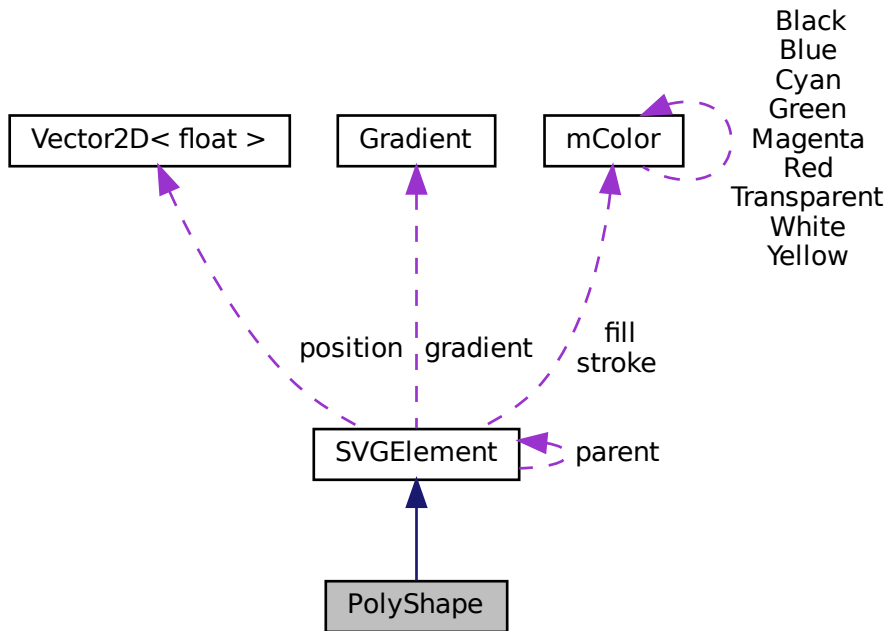 Black
Blue
Cyan
Green
Magenta
Red
Transparent
White
Yellow
Vector2D< float >
Gradient
mColor
position
gradient
fill
stroke
SVGElement
parent
PolyShape